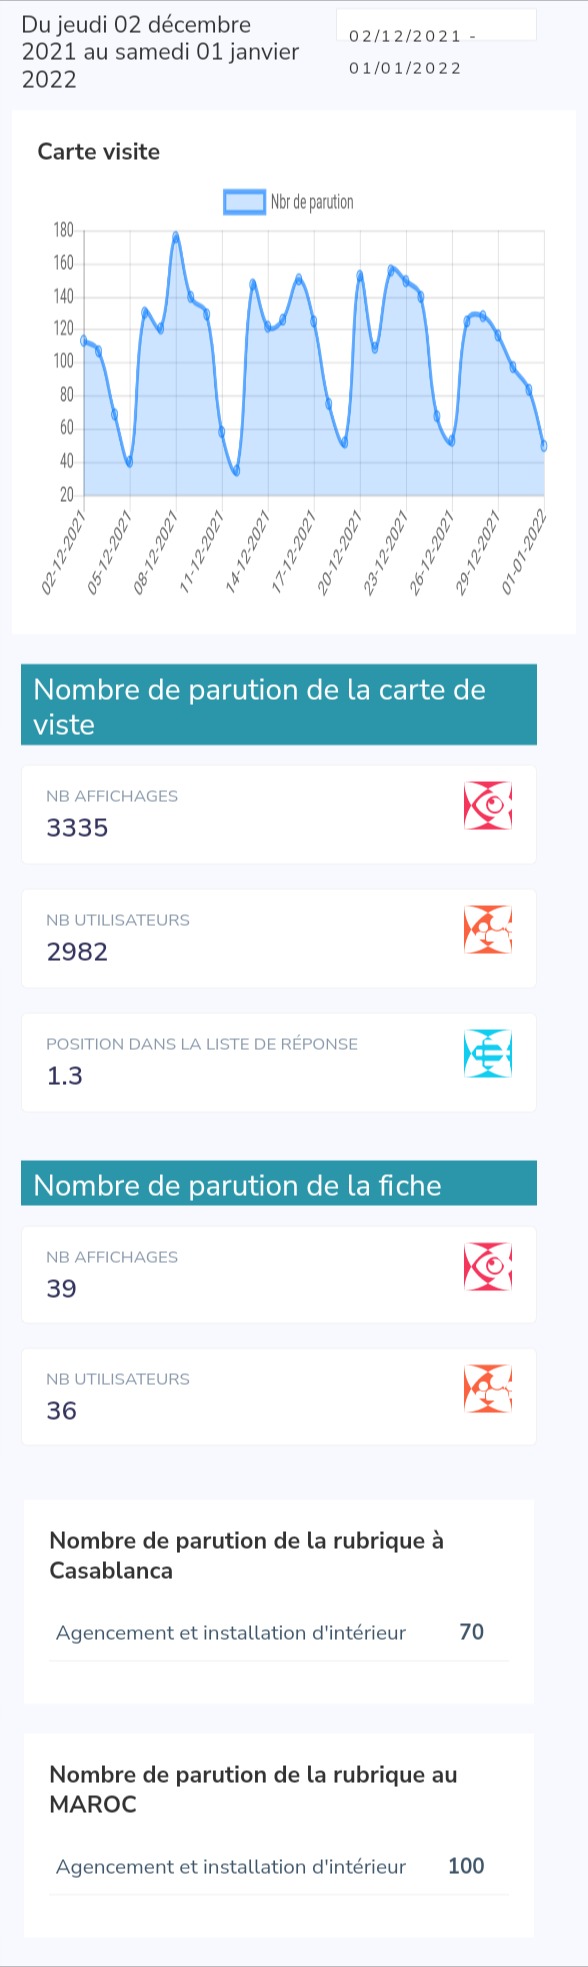 Du jeudi 02 décembre
2021 au samedi 01 janvier
2022
02/12/2021 -
01/01/2022
Carte visite
Nbr de parution
180
160
140
120
100
80
60
40
20
02-12-2021
05-12-2021
08-12-2021
11-12-2021
14-12-2021
17-12-2021
20-12-2021
23-12-2021
26-12-2021
29-12-2021
01-01-2022
Nombre de parution de la carte de
viste
NB AFFICHAGES
3335
NB UTILISATEURS
2982
POSITION DANS LA LISTE DE RÉPONSE
1.3
Nombre de parution de la fiche
NB AFFICHAGES
39
NB UTILISATEURS
36
Nombre de parution de la rubrique à
Casablanca
Agencement et installation d'intérieur 70
Nombre de parution de la rubrique au
MAROC
Agencement et installation d'intérieur 100